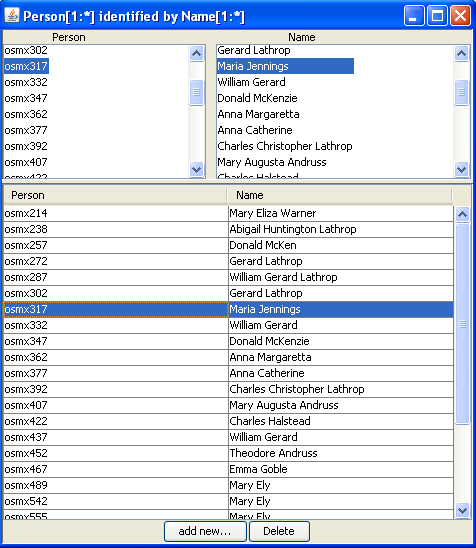 Person[1:*] identified by Name[1:*]
Person Name
osmx302 Gerard Lathrop
osmx317 Maria Jennings
osmx332 William Gerard
osmx347 Donald McKenzie
osmx362 Anna Margaretta
osmx377 Anna Catherine
osmx392 Charles Christopher Lathrop
osmx407 Mary Augusta Andruss
osmx422 Charles Halstead
Person Name
osmx214 Mary Eliza Warner
osmx238 Abigail Huntington Lathrop
osmx257 Donald McKen
osmx272 Gerard Lathrop
osmx287 William Gerard Lathrop
osmx302 Gerard Lathrop
osmx317 Maria Jennings
osmx332 William Gerard
osmx347 Donald McKenzie
osmx362 Anna Margaretta
osmx377 Anna Catherine
osmx392 Charles Christopher Lathrop
osmx407 Mary Augusta Andruss
osmx422 Charles Halstead
osmx437 William Gerard
osmx452 Theodore Andruss
osmx467 Emma Goble
osmx489 Mary Ely
osmx542 Mary Ely
osmx555 Mary Ely
add new... Delete